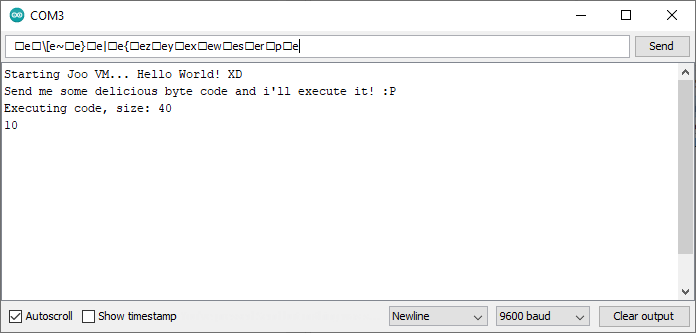 COM3
□e□\[e~□e}□e|□e{□ez□ey□ex□ew□es□er□p□e
Send
Starting Joo VM... Hello World! XD
Send me some delicious byte code and i'll execute it! :P
Executing code, size: 40
10
Autoscroll Show timestamp Newline 9600 baud Clear output